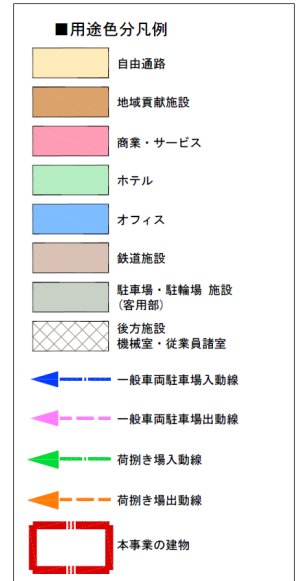 ■用途色分凡例
自由通路
地域貢献施設
商業・サービス
ホテル
オフィス
鉄道施設
駐車場・駐輪場 施設
(客用部)
後方施設
機械室・従業員諸室
一般車両駐車場入動線
一般車両駐車場出動線
荷捌き場入動線
荷捌き場出動線
本事業の建物